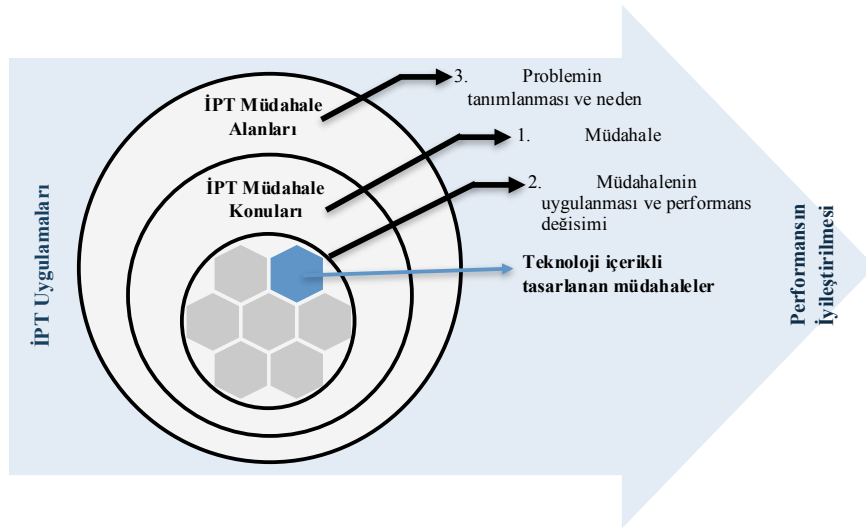 İPT Uygulamaları
İPT Müdahale
Alanları
İPT Müdahale
Konuları
3. Problemin
tanımlanması ve neden
1. Müdahale
2. Müdahalenin
uygulanması ve performans
değişimi
Teknoloji içerikli
tasarlanan müdahaleler
Performansın
İyileştirilmesi